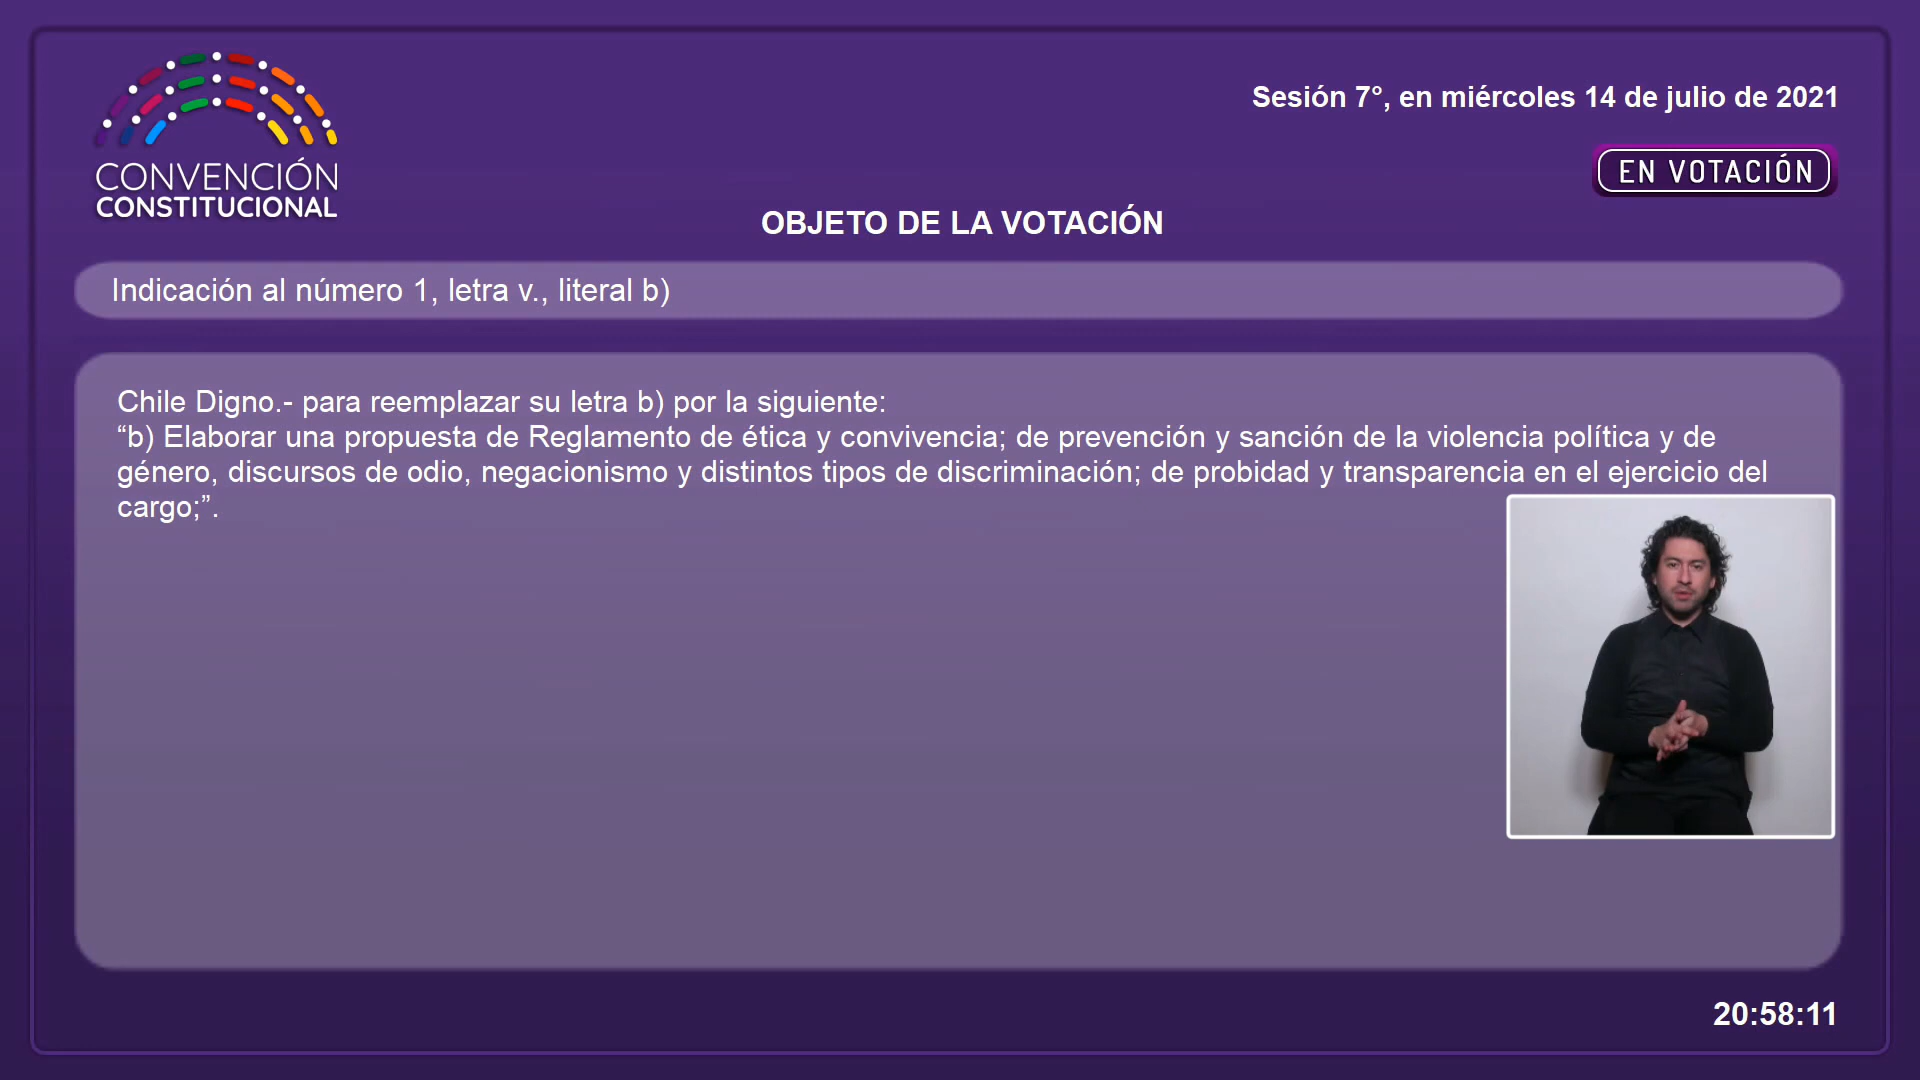 CONVENCIÓN
CONSTITUCIONAL
Sesión 7°, en miércoles 14 de julio de 2021
EN VOTACIÓN
OBJETO DE LA VOTACIÓN
Indicación al número 1, letra v., literal b)
Chile Digno.- para reemplazar su letra b) por la siguiente:
“b) Elaborar una propuesta de Reglamento de ética y convivencia; de prevención y sanción de la violencia política y de
género, discursos de odio, negacionismo y distintos tipos de discriminación; de probidad y transparencia en el ejercicio del
cargo;”.
20:58:11